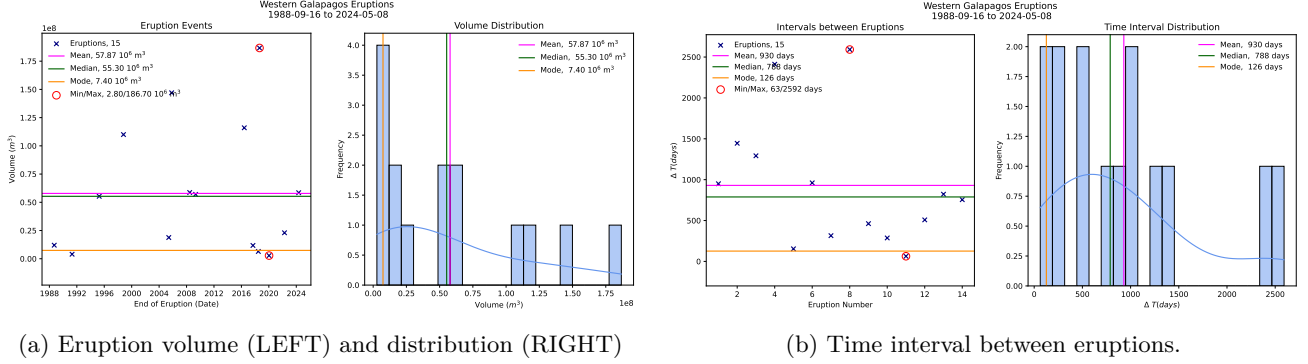 Western Galapagos Eruptions
1988-09-16 to 2024-05-08
Eruption Events
1e8
Eruptions, 15
Mean, 57.87 10⁶ m³
Median, 55.30 10⁶ m³
Mode, 7.40 10⁶ m³
Min/Max, 2.80/186.70 10⁶ m³
Volume (m³)
1.75
1.50
1.25
1.00
0.75
0.50
0.25
0.00
1988 1992 1996 2000 2004 2008 2012 2016 2020 2024
End of Eruption (Date)
Volume Distribution
Mean, 57.87 10⁶ m³
Median, 55.30 10⁶ m³
Mode, 7.40 10⁶ m³
Frequency
4.0
3.5
3.0
2.5
2.0
1.5
1.0
0.5
0.0
0.00 0.25 0.50 0.75 1.00 1.25 1.50 1.75
1e8
Volume (m³)
Western Galapagos Eruptions
1988-09-16 to 2024-05-08
Intervals between Eruptions
Eruptions, 15
Mean, 930 days
Median, 788 days
Mode, 126 days
Min/Max, 63/2592 days
Δ T(days)
2500
2000
1500
1000
500
0
2 4 6 8 10 12 14
Eruption Number
Time Interval Distribution
Mean, 930 days
Median, 788 days
Mode, 126 days
Frequency
2.00
1.75
1.50
1.25
1.00
0.75
0.50
0.25
0.00
0 500 1000 1500 2000 2500
Δ T(days)
(a) Eruption volume (LEFT) and distribution (RIGHT)
(b) Time interval between eruptions.